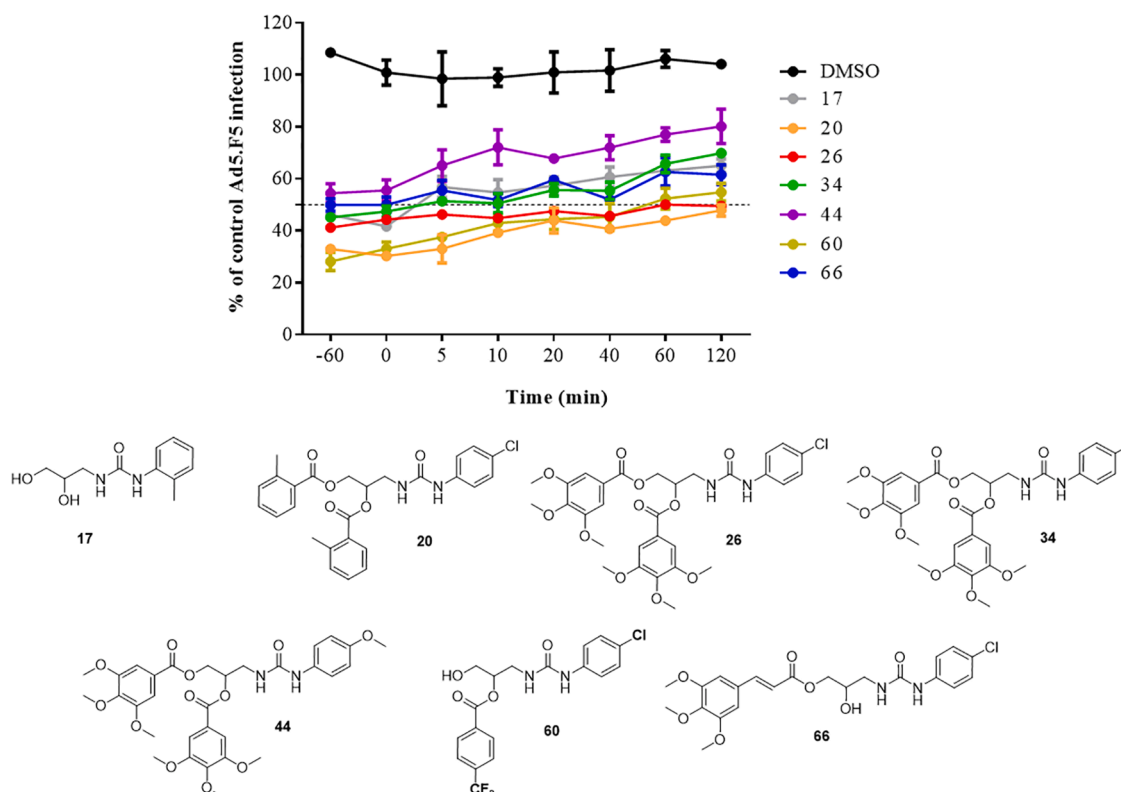 % of control Ad5.F5 infection
120
100
80
60
40
20
0
-60 0 5 10 20 40 60 120
Time (min)
DMSO
17
20
26
34
44
60
66
HO OH O N H N H
17
O O O O N H O N H Cl
20
O O O O O O O N H O N H Cl O O O
26
O O O O O O O N H O N H O O O
34
O O O O O O O N H O N H O O O O
44
HO O O N H O N H Cl CF
60
O O O O O OH N H O N H Cl
66